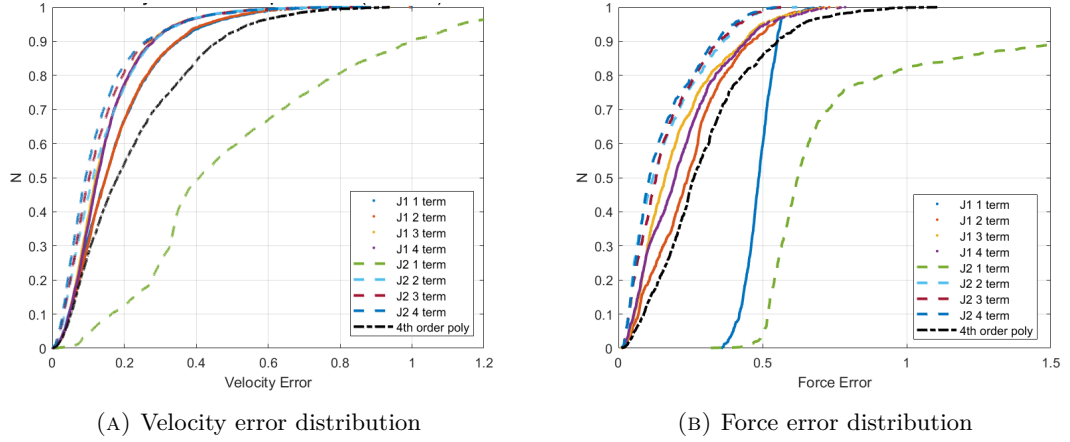 1
0.9
0.8
0.7
0.6
0.5
0.4
0.3
0.2
0.1
0
N
0 0.2 0.4 0.6 0.8 1 1.2
Velocity Error
J1 1 term
J1 2 term
J1 3 term
J1 4 term
J2 1 term
J2 2 term
J2 3 term
J2 4 term
4th order poly
(A) Velocity error distribution
1
0.9
0.8
0.7
0.6
0.5
0.4
0.3
0.2
0.1
0
N
0 0.5 1 1.5
Force Error
J1 1 term
J1 2 term
J1 3 term
J1 4 term
J2 1 term
J2 2 term
J2 3 term
J2 4 term
4th order poly
(B) Force error distribution